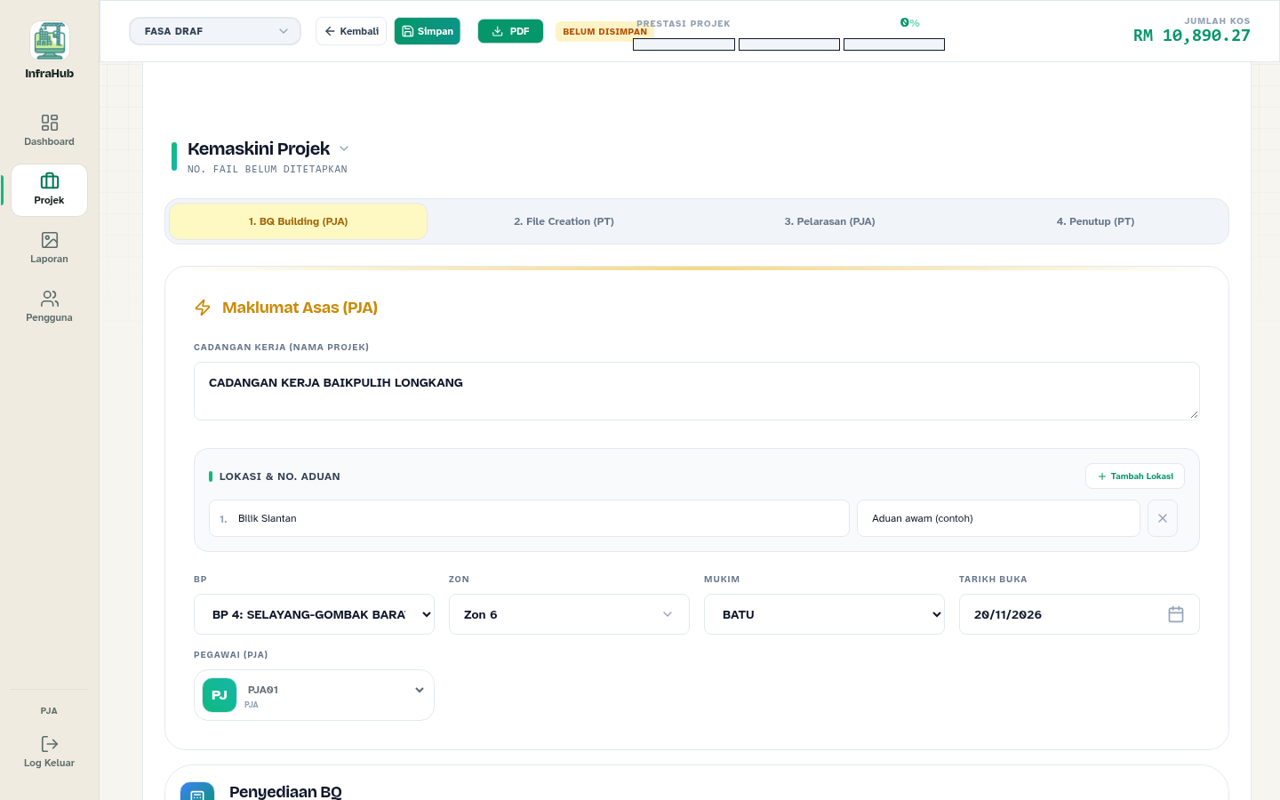 InfraHub
Dashboard
Projek
Laporan
Pengguna
PJA
Log Keluar
FASA DRAF
Kembali
Simpan
PDF
BELUM DISIMPAN
PRESTASI PROJEK
0%
JUMLAH KOS
RM 10,890.27
Kemaskini Projek
NO. FAIL BELUM DITETAPKAN
1. BQ Building (PJA)
2. File Creation (PT)
3. Pelarasan (PJA)
4. Penutup (PT)
Maklumat Asas (PJA)
CADANGAN KERJA (NAMA PROJEK)
CADANGAN KERJA BAIKPULIH LONGKANG
LOKASI & NO. ADUAN
Tambah Lokasi
1. Bilik Siantan
Aduan awam (contoh)
BP
ZON
MUKIM
TARIKH BUKA
BP 4: SELAYANG-GOMBAK BARA
Zon 6
BATU
20/11/2026
PEGAWAI (PJA)
PJ
PJA01
PJA
Penyediaan BQ